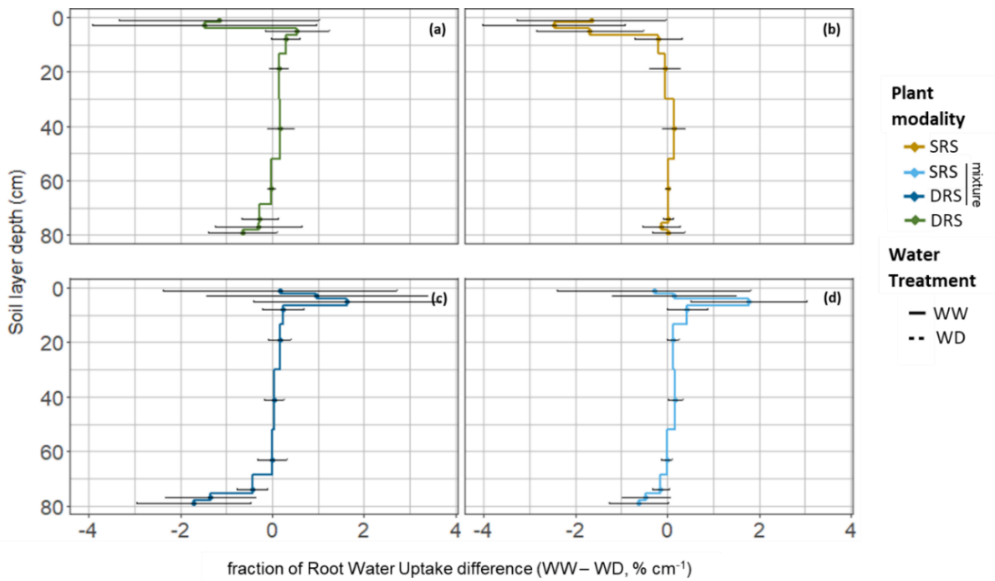 (a)
(b)
0
20
40
60
80
(c)
(d)
0
20
40
60
80
-4
-2
0
2
4
-4
-2
0
2
4
Soil layer depth (cm)
fraction of Root Water Uptake difference (WW – WD, % cm⁻¹)
Plant
modality
SRS
SRS
DRS
mixture
DRS
Water
Treatment
WW
WD